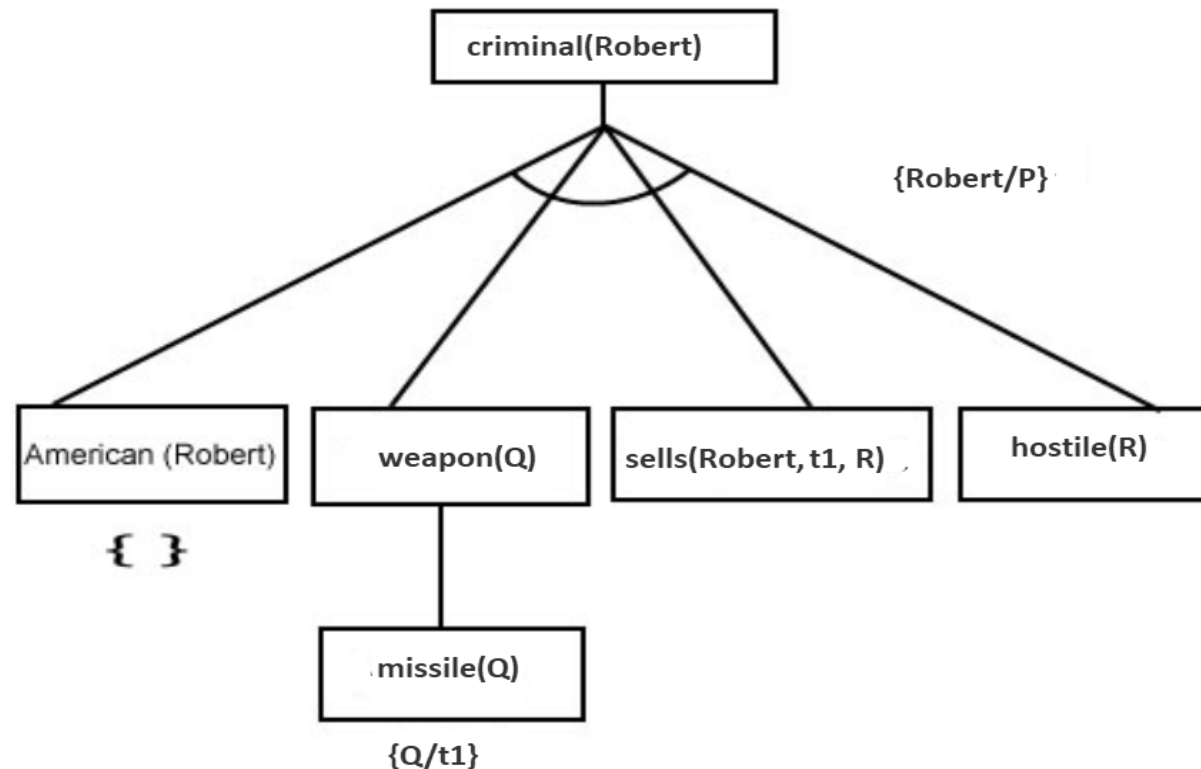 criminal(Robert)
{Robert/P}
American (Robert)
weapon(Q)
sells(Robert, t1, R)
hostile(R)
{ }
missile(Q)
{Q/t1}